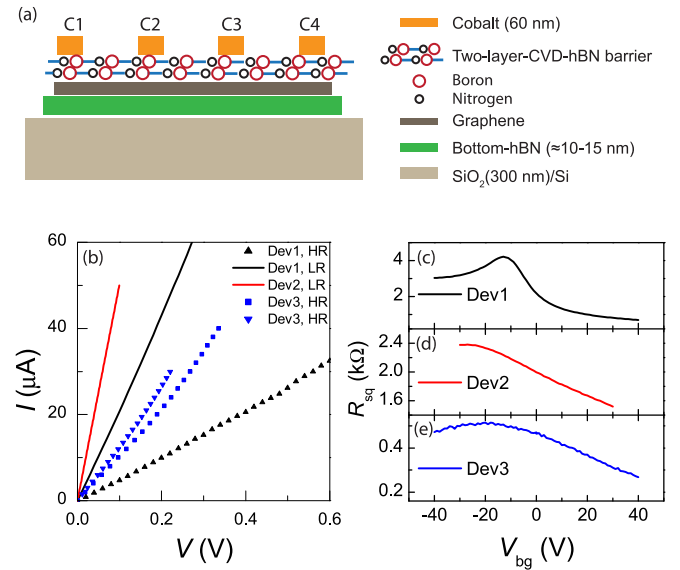 (a)
C1 C2 C3 C4
Cobalt (60 nm)
Two-layer-CVD-hBN barrier
Boron
Nitrogen
Graphene
Bottom-hBN (≈10-15 nm)
SiO₂(300 nm)/Si
(b)
60
40
20
0
I (μA)
0.0 0.2 0.4 0.6
V (V)
Dev1, HR
Dev1, LR
Dev2, LR
Dev3, HR
Dev3, HR
(c)
4
2
Dev1
(d)
2.4
2.0
1.6
Dev2
(e)
0.5
0.2
Dev3
R_sq (kΩ)
-40 -20 0 20 40
V_bg (V)